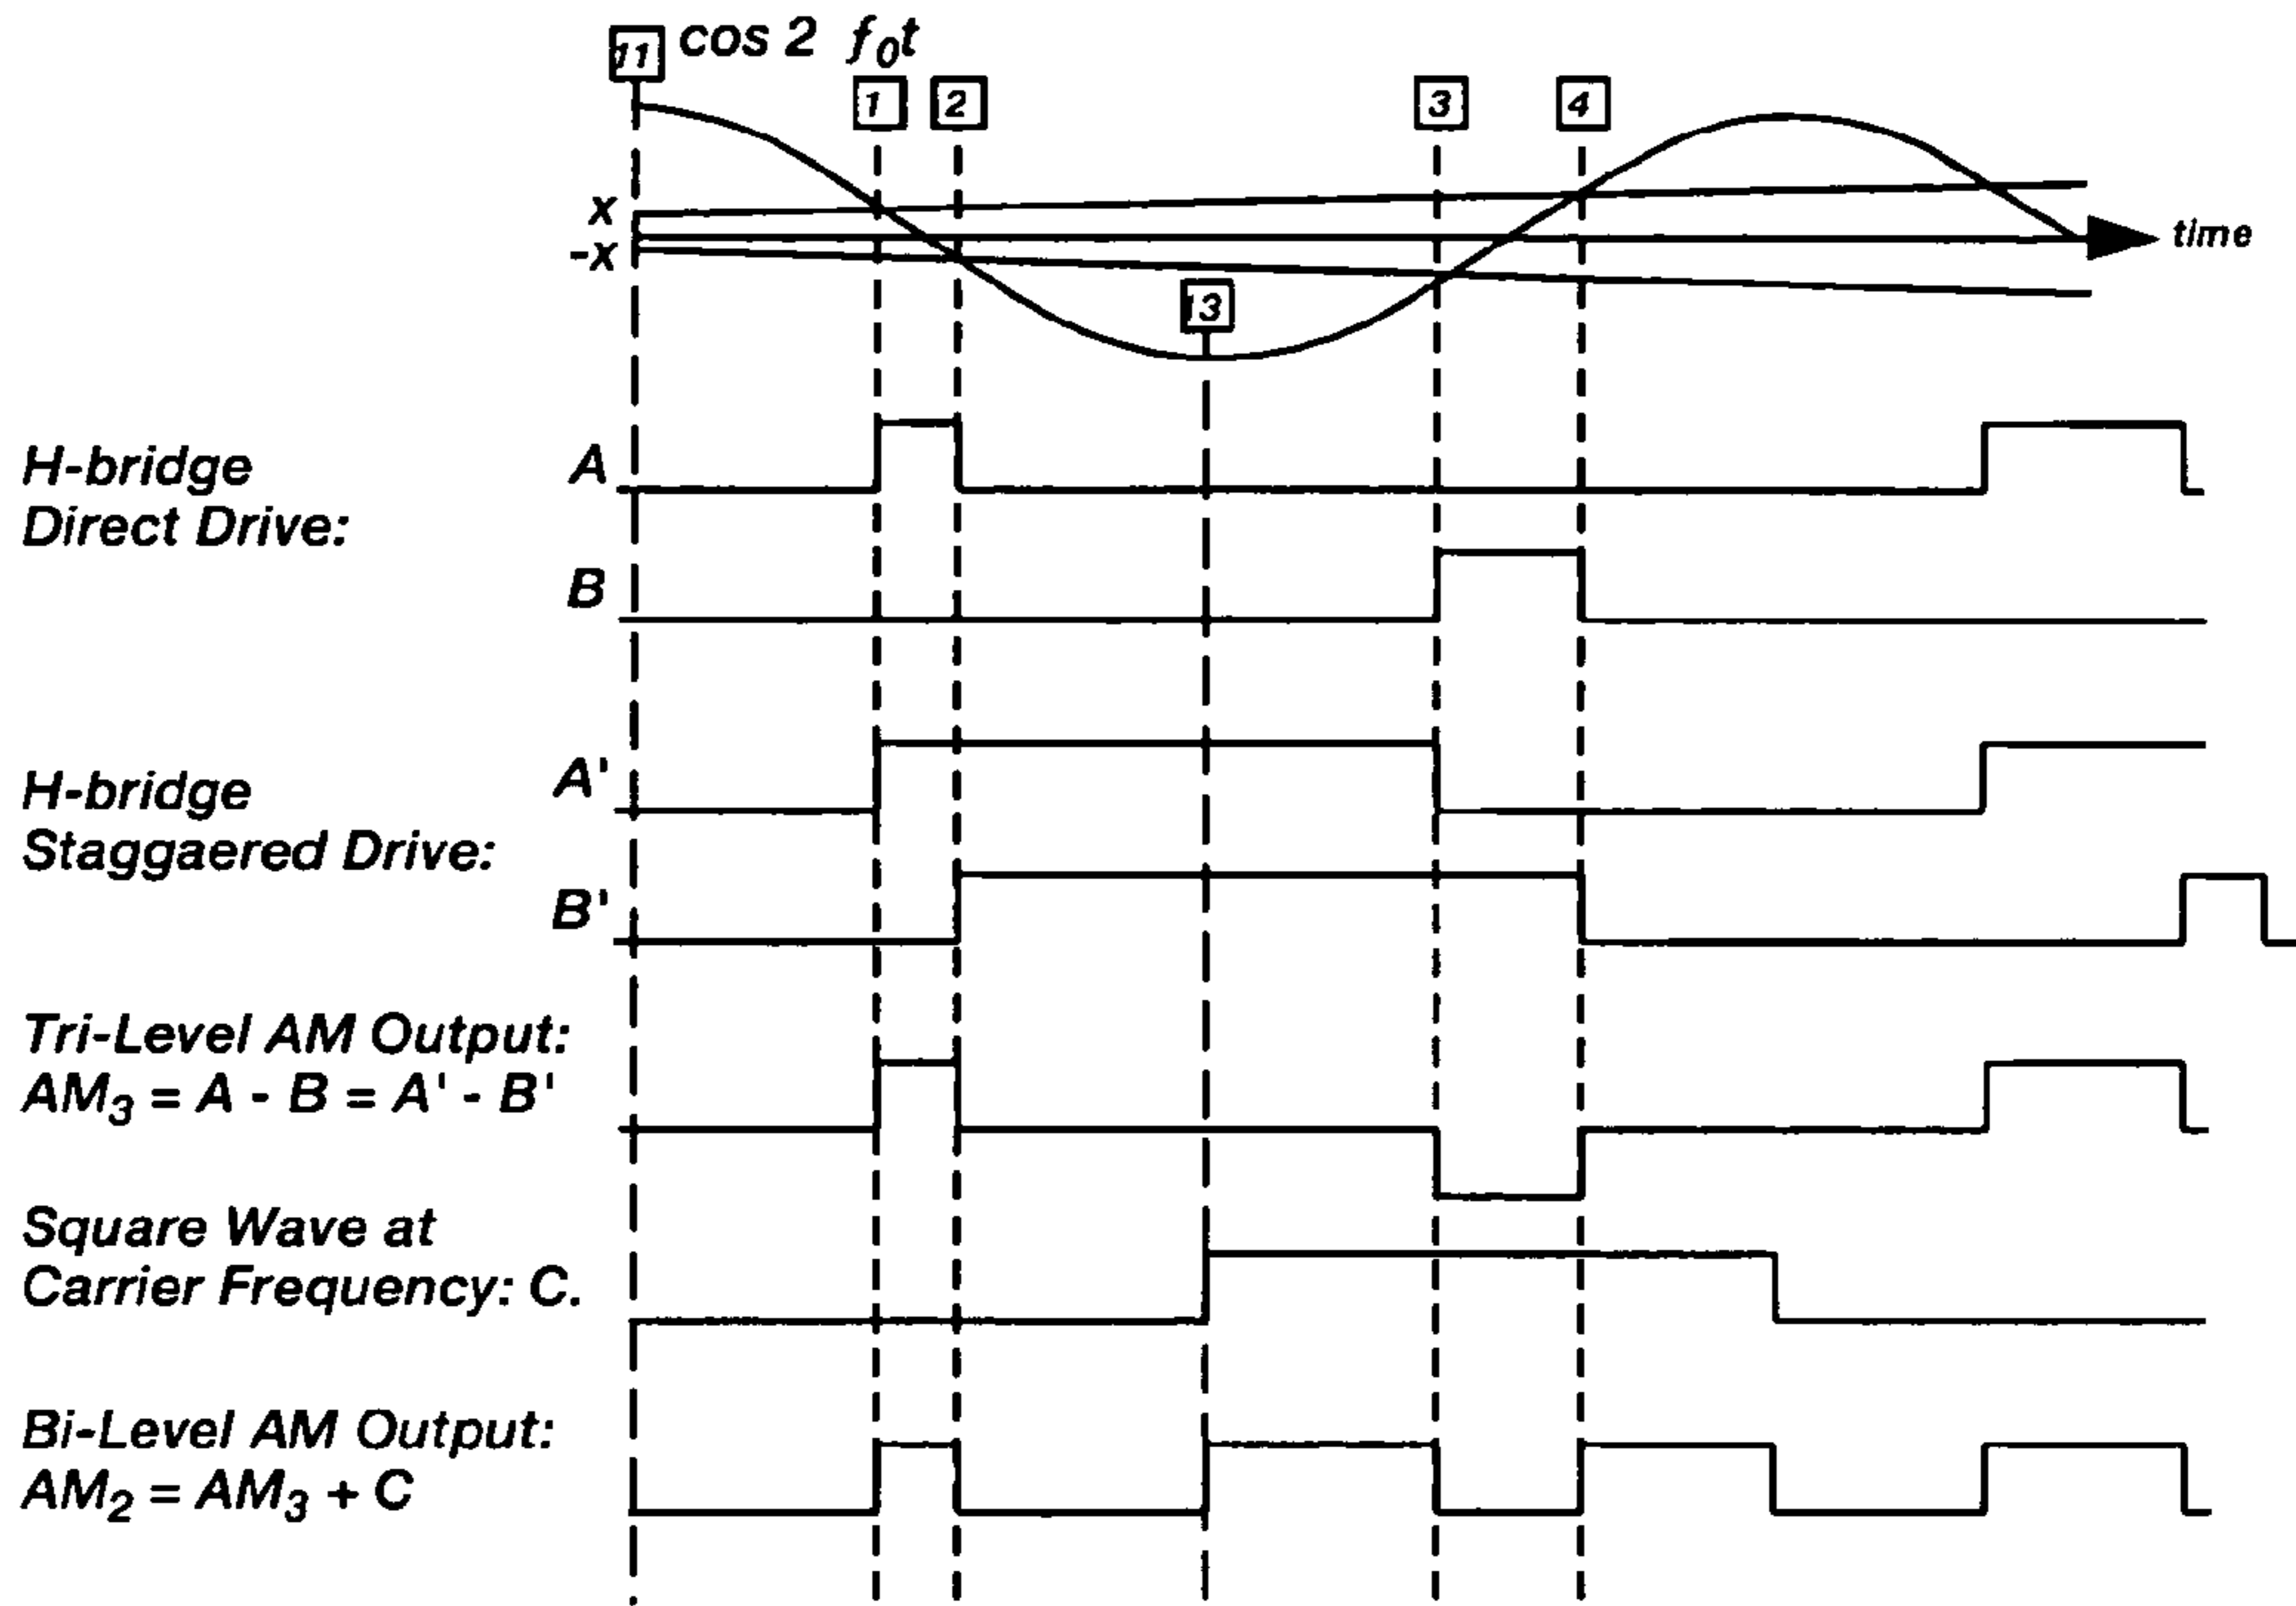 11 cos 2 f0t
1 2 3 4
x
-x
time
13
H-bridge
Direct Drive:
A
B
H-bridge
Staggaered Drive:
A'
B'
Tri-Level AM Output:
AM3 = A - B = A' - B'
Square Wave at
Carrier Frequency: C.
Bi-Level AM Output:
AM2 = AM3 + C